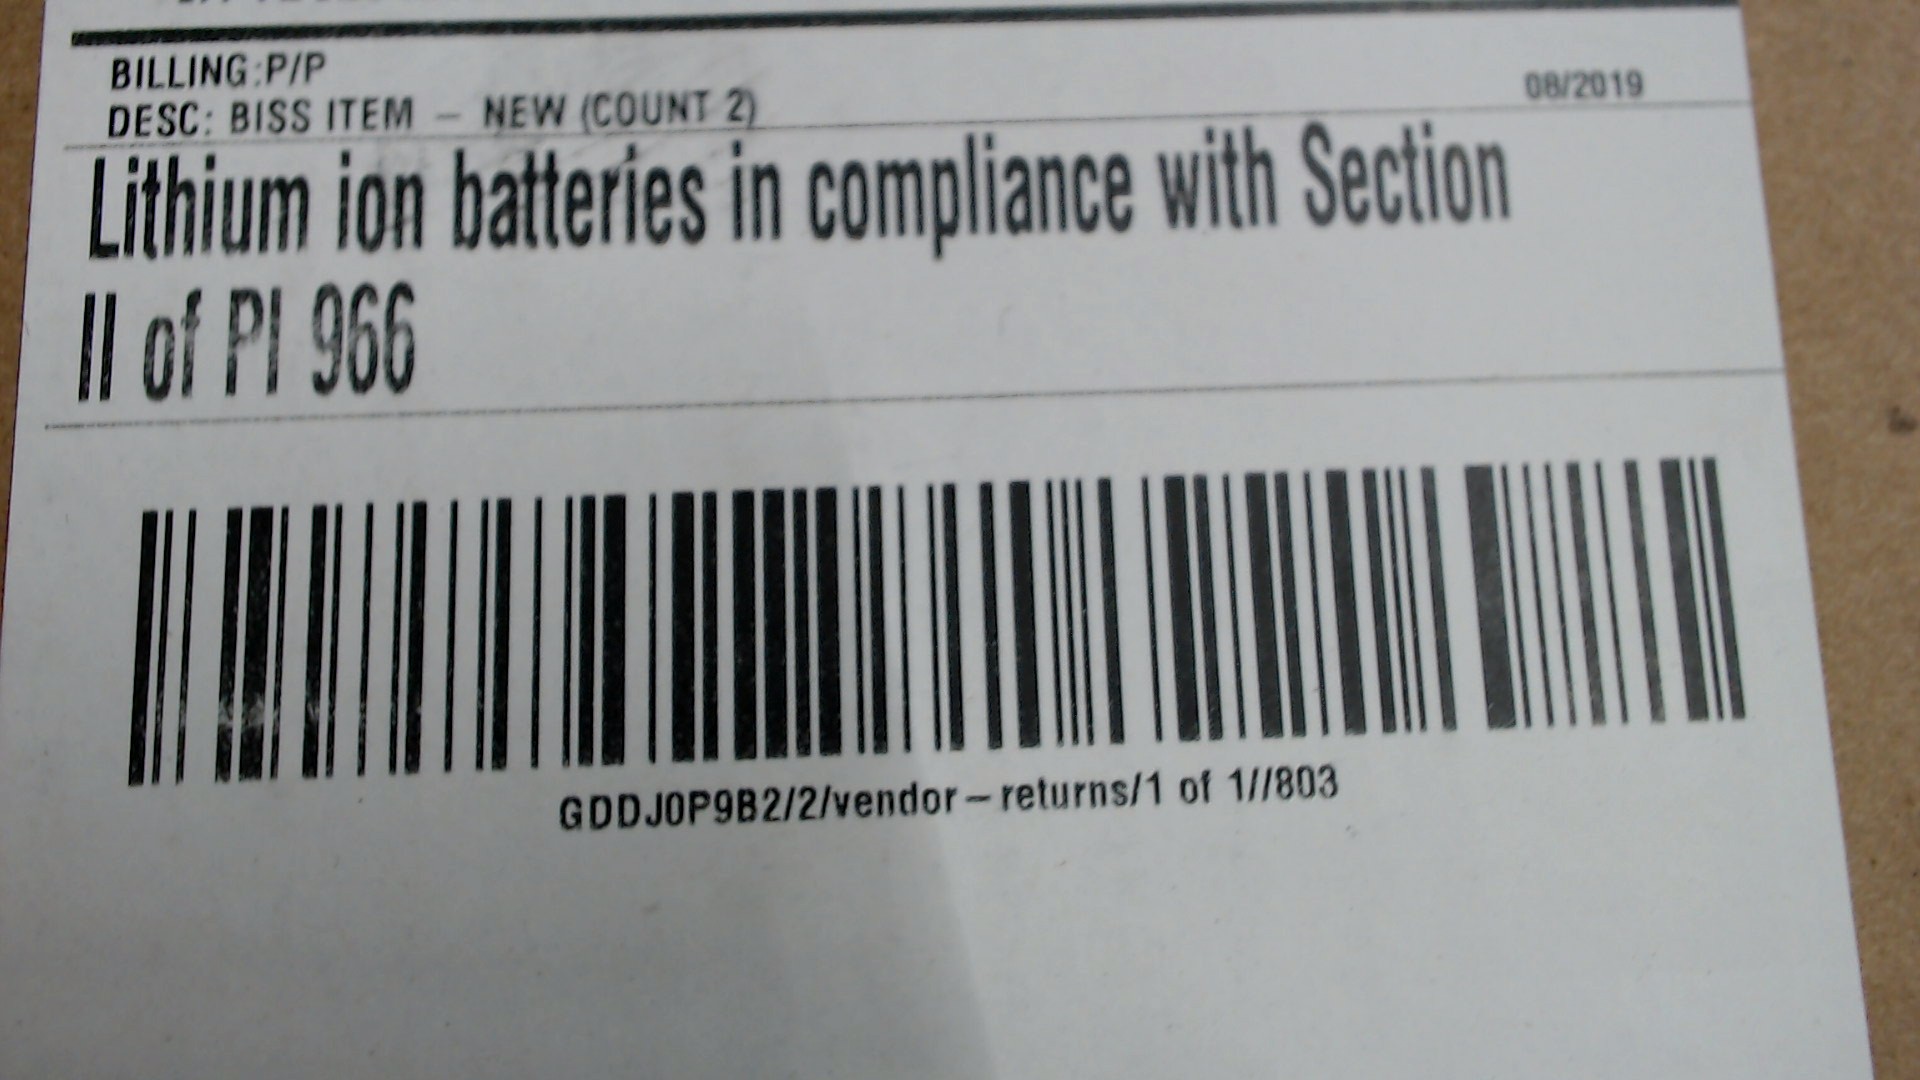 BILLING:P/P
DESC: BISS ITEM - NEW (COUNT 2)
08/2019
Lithium ion batteries in compliance with Section
II of PI 966
GDDJ0P9B2/2/vendor-returns/1 of 1//803